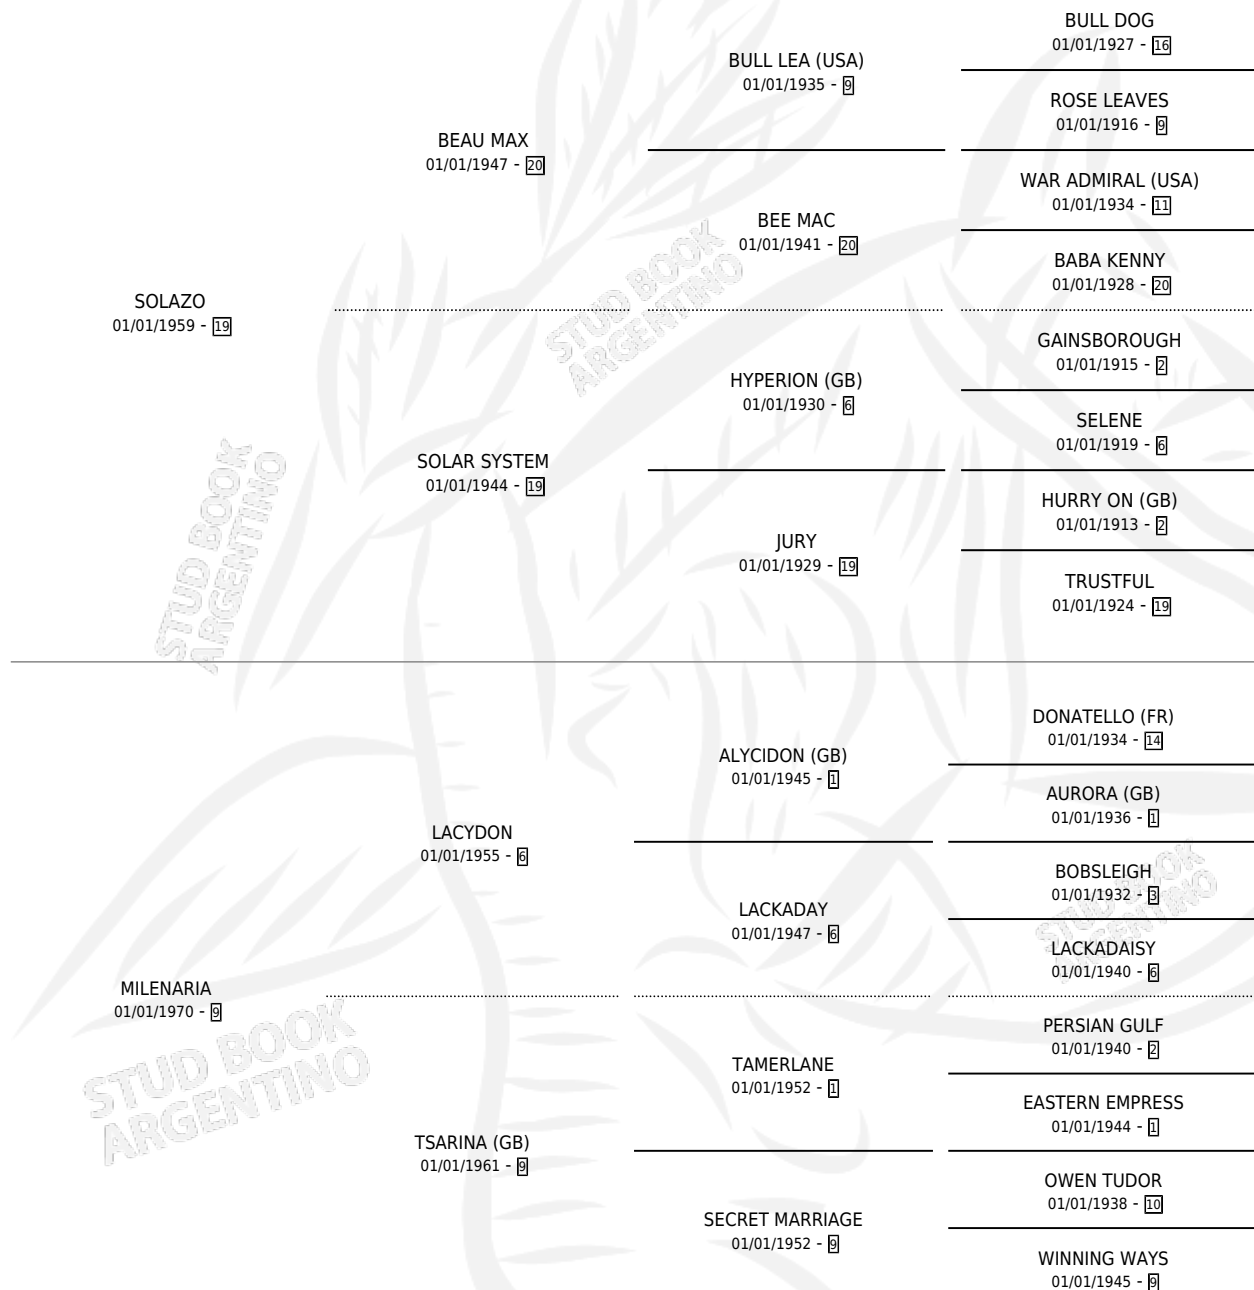 SOLAZO
01/01/1959 - 19
BEAU MAX
01/01/1947 - 20
SOLAR SYSTEM
01/01/1944 - 19
BULL LEA (USA)
01/01/1935 - 9
BEE MAC
01/01/1941 - 20
HYPERION (GB)
01/01/1930 - 6
JURY
01/01/1929 - 19
BULL DOG
01/01/1927 - 16
ROSE LEAVES
01/01/1916 - 9
WAR ADMIRAL (USA)
01/01/1934 - 11
BABA KENNY
01/01/1928 - 20
GAINSBOROUGH
01/01/1915 - 2
SELENE
01/01/1919 - 6
HURRY ON (GB)
01/01/1913 - 2
TRUSTFUL
01/01/1924 - 19
MILENARIA
01/01/1970 - 9
LACYDON
01/01/1955 - 6
TSARINA (GB)
01/01/1961 - 9
ALYCIDON (GB)
01/01/1945 - 1
LACKADAY
01/01/1947 - 6
TAMERLANE
01/01/1952 - 1
SECRET MARRIAGE
01/01/1952 - 9
DONATELLO (FR)
01/01/1934 - 14
AURORA (GB)
01/01/1936 - 1
BOBSLEIGH
01/01/1932 - 3
LACKADAISY
01/01/1940 - 6
PERSIAN GULF
01/01/1940 - 2
EASTERN EMPRESS
01/01/1944 - 1
OWEN TUDOR
01/01/1938 - 10
WINNING WAYS
01/01/1945 - 9
STUD BOOK
ARGENTINO
STUD BOOK
ARGENTINO
STUD BOOK
ARGENTINO
STUD BOOK
ARGENTINO